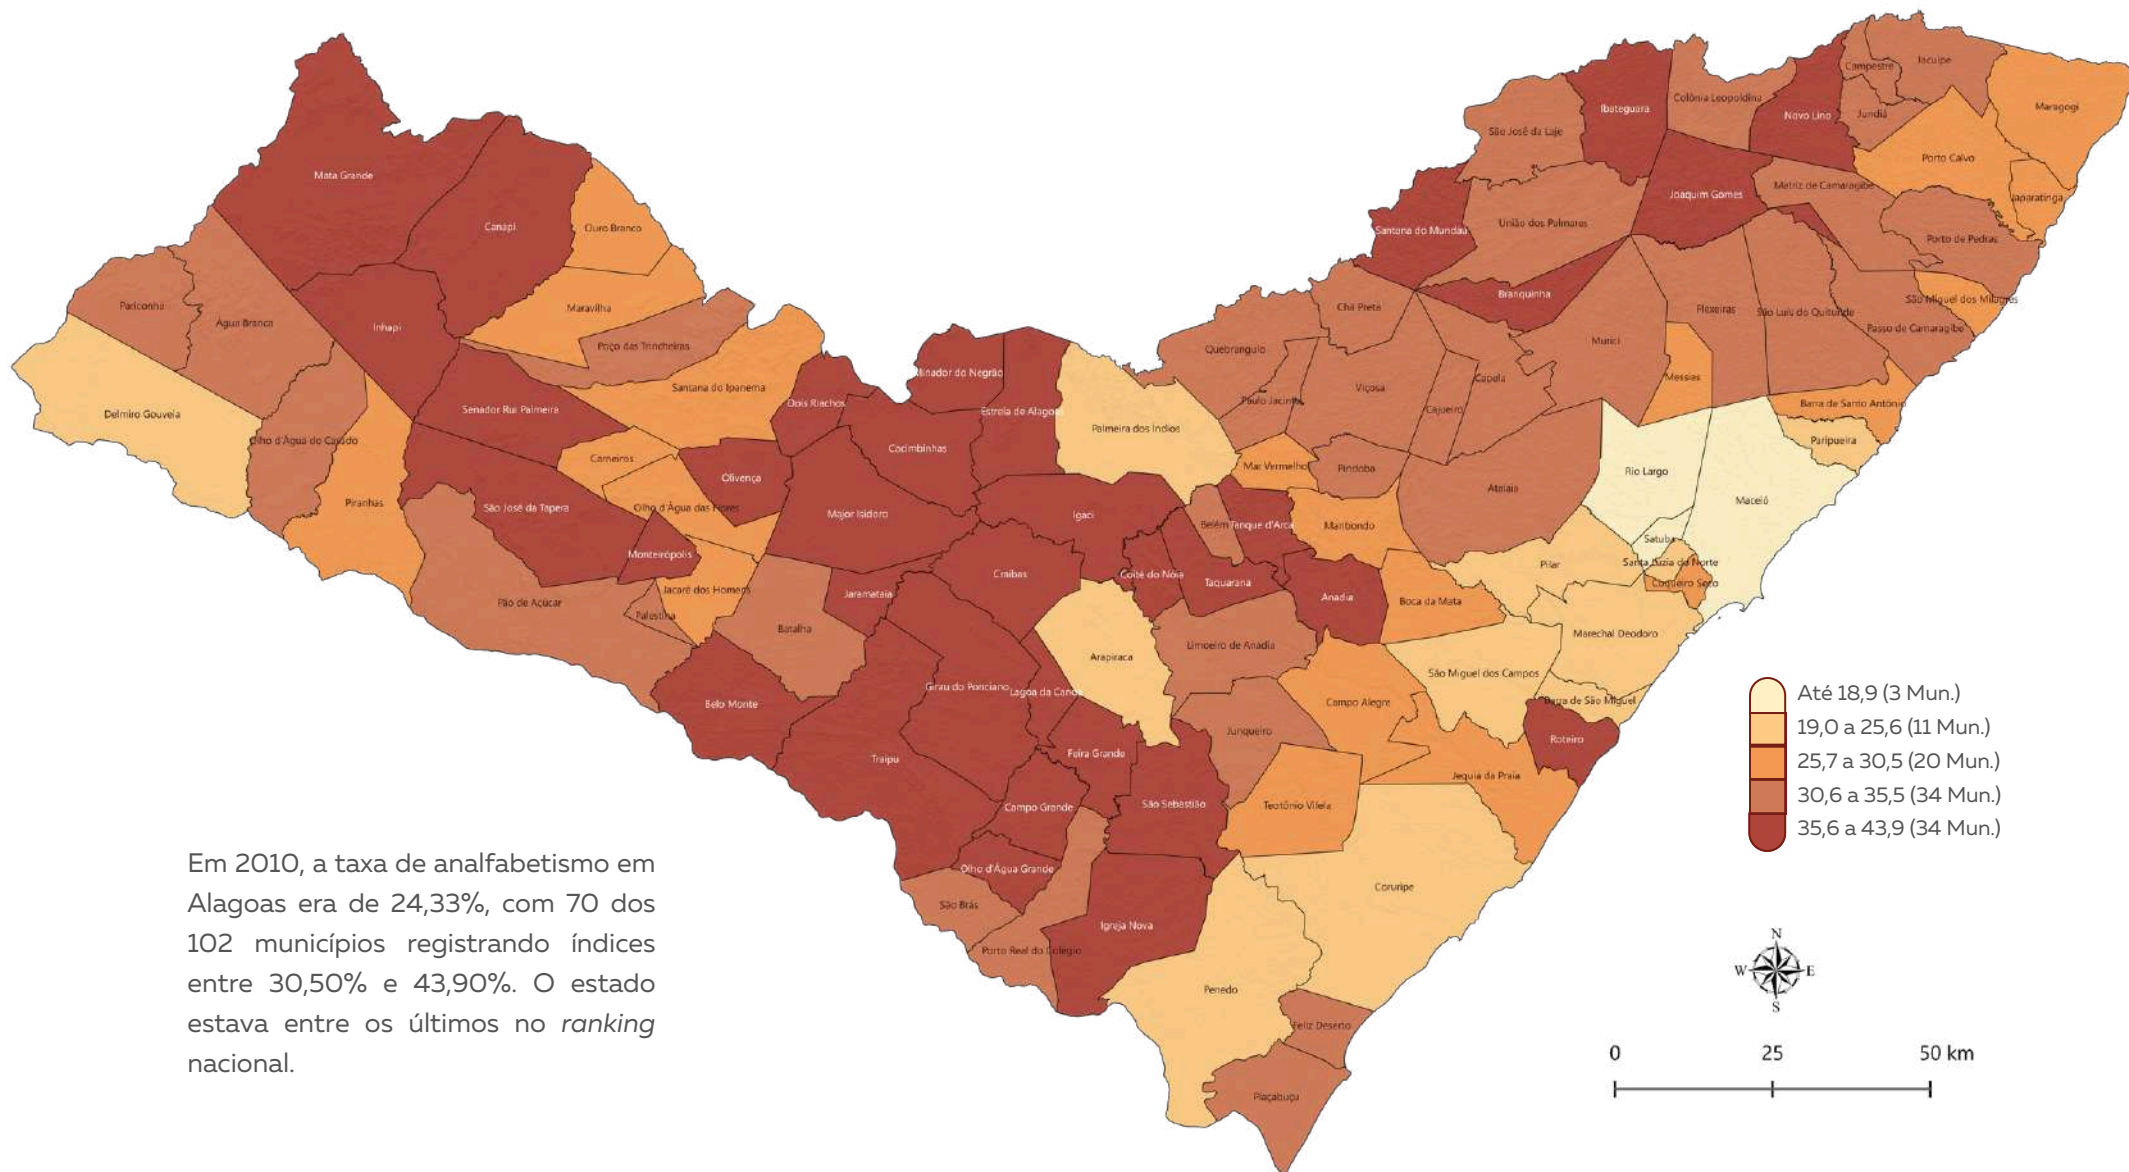 Jacuípe
Campestre
Maragogi
Colônia Leopoldina
Ibateguara
Novo Lino
Jundiá
São José da Laje
Porto Calvo
Mata Grande
Matriz de Camaragibe
Joaquim Gomes
Japaratinga
União dos Palmares
Canapi
Ouro Branco
Santana do Mundaú
Porto de Pedras
Branquinha
São Miguel dos Milagres
Pariconha
Maravilha
Chã Preta
Flexeiras
São Luís do Quitunde
Água Branca
Inhapi
Passo de Camaragibe
Poço das Trincheiras
Quebrangulo
Murici
Minador do Negrão
Capela
Messias
Santana do Ipanema
Viçosa
Paulo Jacinto
Dois Riachos
Barra de Santo Antônio
Senador Rui Palmeira
Estrela de Alagoas
Cajueiro
Delmiro Gouveia
Palmeira dos Índios
Olho d'Água do Casado
Paripueira
Cacimbinhas
Carneiros
Mar Vermelho
Pindoba
Rio Largo
Olivença
Atalaia
Maceió
Piranhas
São José da Tapera
Olho d'Água das Flores
Major Isidoro
Igaci
Belém
Tanque d'Arca
Maribondo
Satuba
Monteirópolis
Santa Luzia do Norte
Pilar
Craíbas
Coité do Nóia
Taquarana
Coqueiro Seco
Jacaré dos Homens
Jaramataia
Anadia
Boca da Mata
Pão de Açúcar
Palestina
Batalha
Marechal Deodoro
Limoeiro de Anadia
Arapiraca
São Miguel dos Campos
Girau do Ponciano
Lagoa da Canoa
Belo Monte
Campo Alegre
Barra de São Miguel
Junqueiro
Roteiro
Feira Grande
Traipu
Jequiá da Praia
Campo Grande
São Sebastião
Teotônio Vilela
Olho d'Água Grande
Coruripe
São Brás
Igreja Nova
Porto Real do Colégio
Penedo
Feliz Deserto
Piaçabuçu
Até 18,9 (3 Mun.)
19,0 a 25,6 (11 Mun.)
25,7 a 30,5 (20 Mun.)
30,6 a 35,5 (34 Mun.)
35,6 a 43,9 (34 Mun.)
Em 2010, a taxa de analfabetismo em
Alagoas era de 24,33%, com 70 dos
102 municípios registrando índices
entre 30,50% e 43,90%. O estado
estava entre os últimos no ranking
nacional.
N
W E
S
0 25 50 km